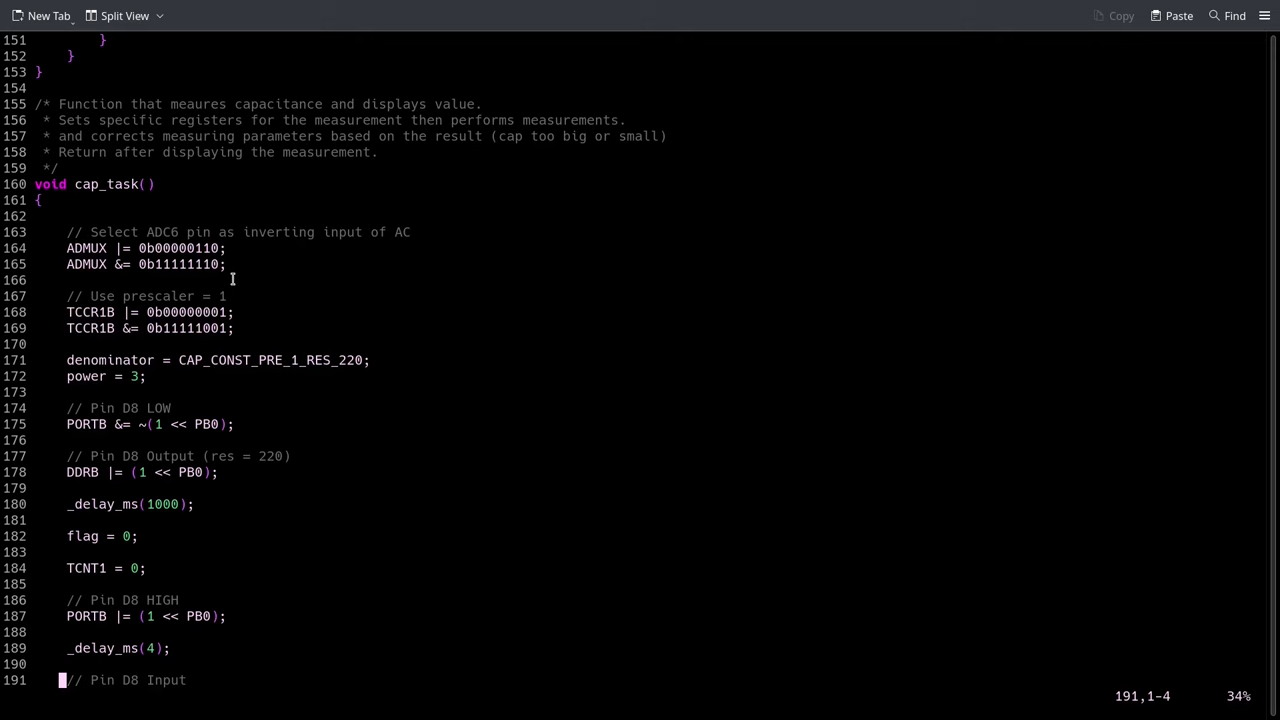 New Tab Split View Copy Paste Find
151         }
152     }
153 }
154
155 /* Function that meaures capacitance and displays value.
156  * Sets specific registers for the measurement then performs measurements.
157  * and corrects measuring parameters based on the result (cap too big or small)
158  * Return after displaying the measurement.
159  */
160 void cap_task()
161 {
162
163     // Select ADC6 pin as inverting input of AC
164     ADMUX |= 0b00000110;
165     ADMUX &= 0b11111110;
166
167     // Use prescaler = 1
168     TCCR1B |= 0b00000001;
169     TCCR1B &= 0b11111001;
170
171     denominator = CAP_CONST_PRE_1_RES_220;
172     power = 3;
173
174     // Pin D8 LOW
175     PORTB &= ~(1 << PB0);
176
177     // Pin D8 Output (res = 220)
178     DDRB |= (1 << PB0);
179
180     _delay_ms(1000);
181
182     flag = 0;
183
184     TCNT1 = 0;
185
186     // Pin D8 HIGH
187     PORTB |= (1 << PB0);
188
189     _delay_ms(4);
190
191     // Pin D8 Input
191,1-4 34%